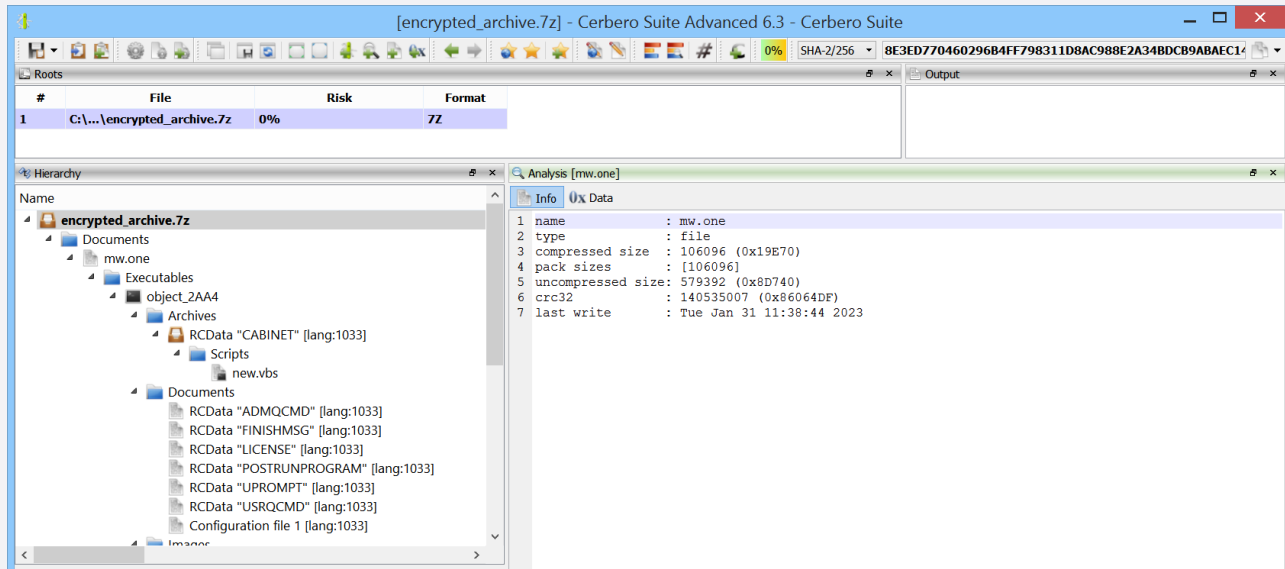 [encrypted_archive.7z] - Cerbero Suite Advanced 6.3 - Cerbero Suite
0% SHA-2/256 8E3ED770460296B4FF798311D8AC988E2A34BDCB9ABAEC14
Roots
# File Risk Format
1 C:\...\encrypted_archive.7z 0% 7Z
Output
Hierarchy
Name
encrypted_archive.7z
Documents
mw.one
Executables
object_2AA4
Archives
RCData "CABINET" [lang:1033]
Scripts
new.vbs
Documents
RCData "ADMQCMD" [lang:1033]
RCData "FINISHMSG" [lang:1033]
RCData "LICENSE" [lang:1033]
RCData "POSTRUNPROGRAM" [lang:1033]
RCData "UPROMPT" [lang:1033]
RCData "USRQCMD" [lang:1033]
Configuration file 1 [lang:1033]
Images
Analysis [mw.one]
Info 0x Data
1 name : mw.one
2 type : file
3 compressed size : 106096 (0x19E70)
4 pack sizes : [106096]
5 uncompressed size: 579392 (0x8D740)
6 crc32 : 140535007 (0x86064DF)
7 last write : Tue Jan 31 11:38:44 2023